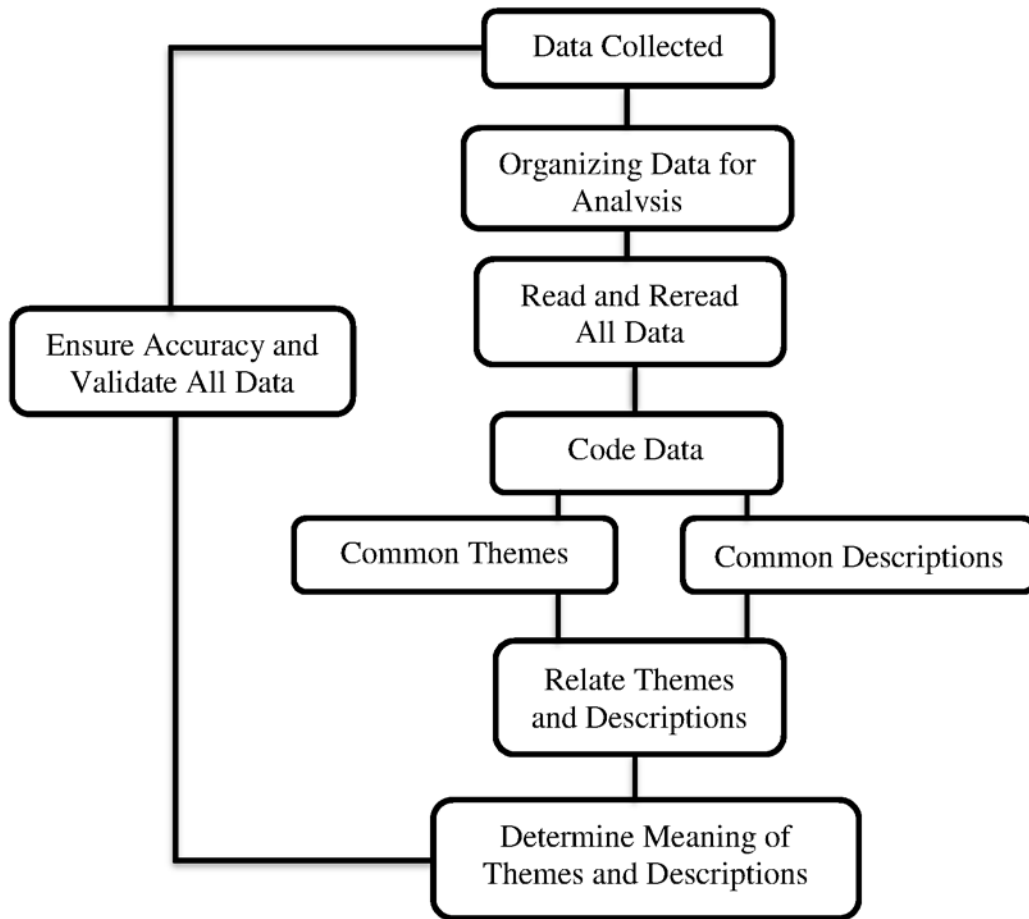 Data Collected
Organizing Data for
Analvsis
Read and Reread
All Data
Ensure Accuracy and
Validate All Data
Code Data
Common Themes
Common Descriptions
Relate Themes
and Descriptions
Determine Meaning of
Themes and Descriptions